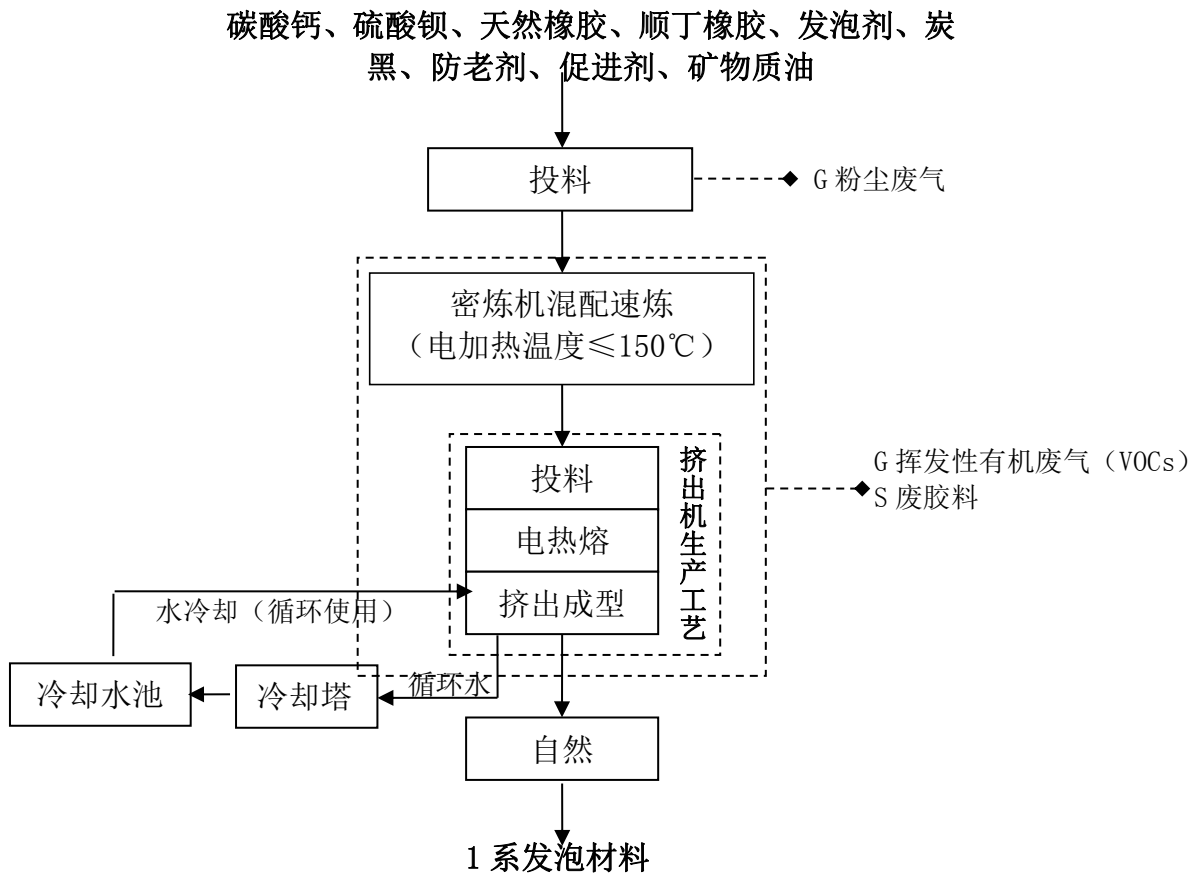 碳酸钙、硫酸钡、天然橡胶、顺丁橡胶、发泡剂、炭
黑、防老剂、促进剂、矿物质油
投料
G 粉尘废气
密炼机混配速炼
（电加热温度≤150℃）
投料
电热熔
挤出成型
挤出机生产工艺
G 挥发性有机废气（VOCs）
S 废胶料
水冷却（循环使用）
冷却水池
冷却塔
循环水
自然
1 系发泡材料